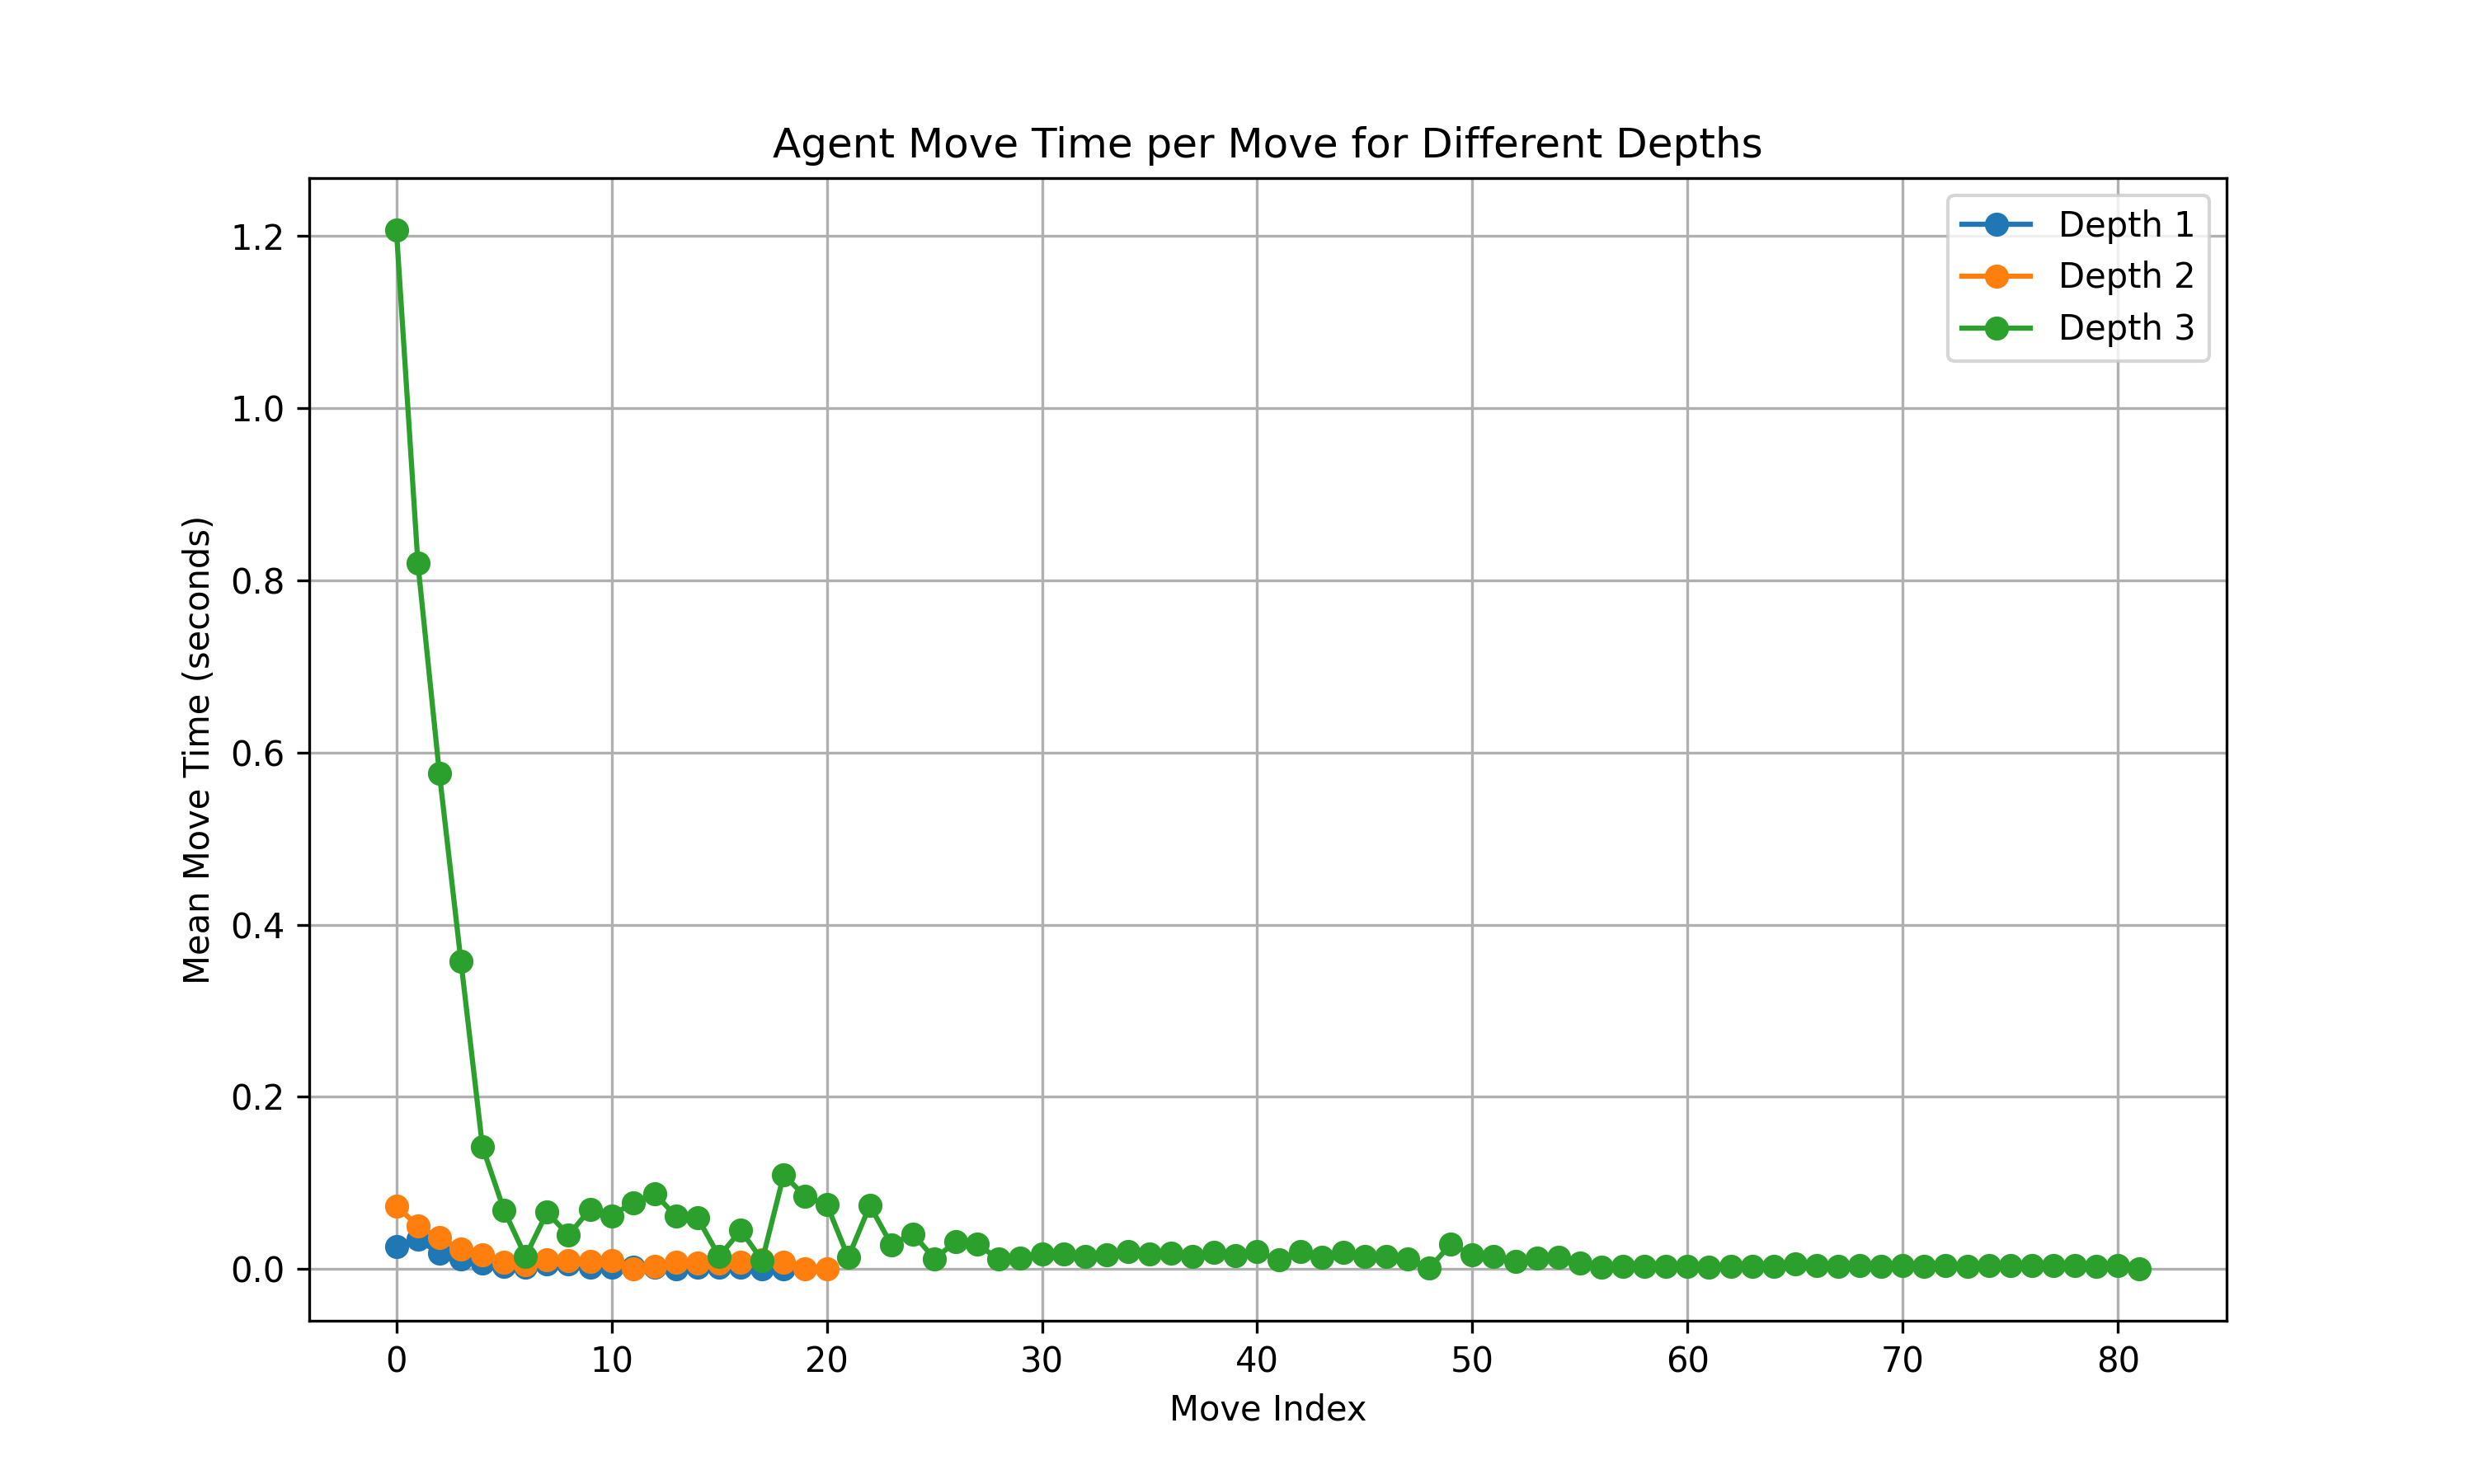 Agent Move Time per Move for Different Depths
Depth 1
Depth 2
Depth 3
1.2
1.0
0.8
0.6
0.4
0.2
0.0
Mean Move Time (seconds)
0 10 20 30 40 50 60 70 80
Move Index